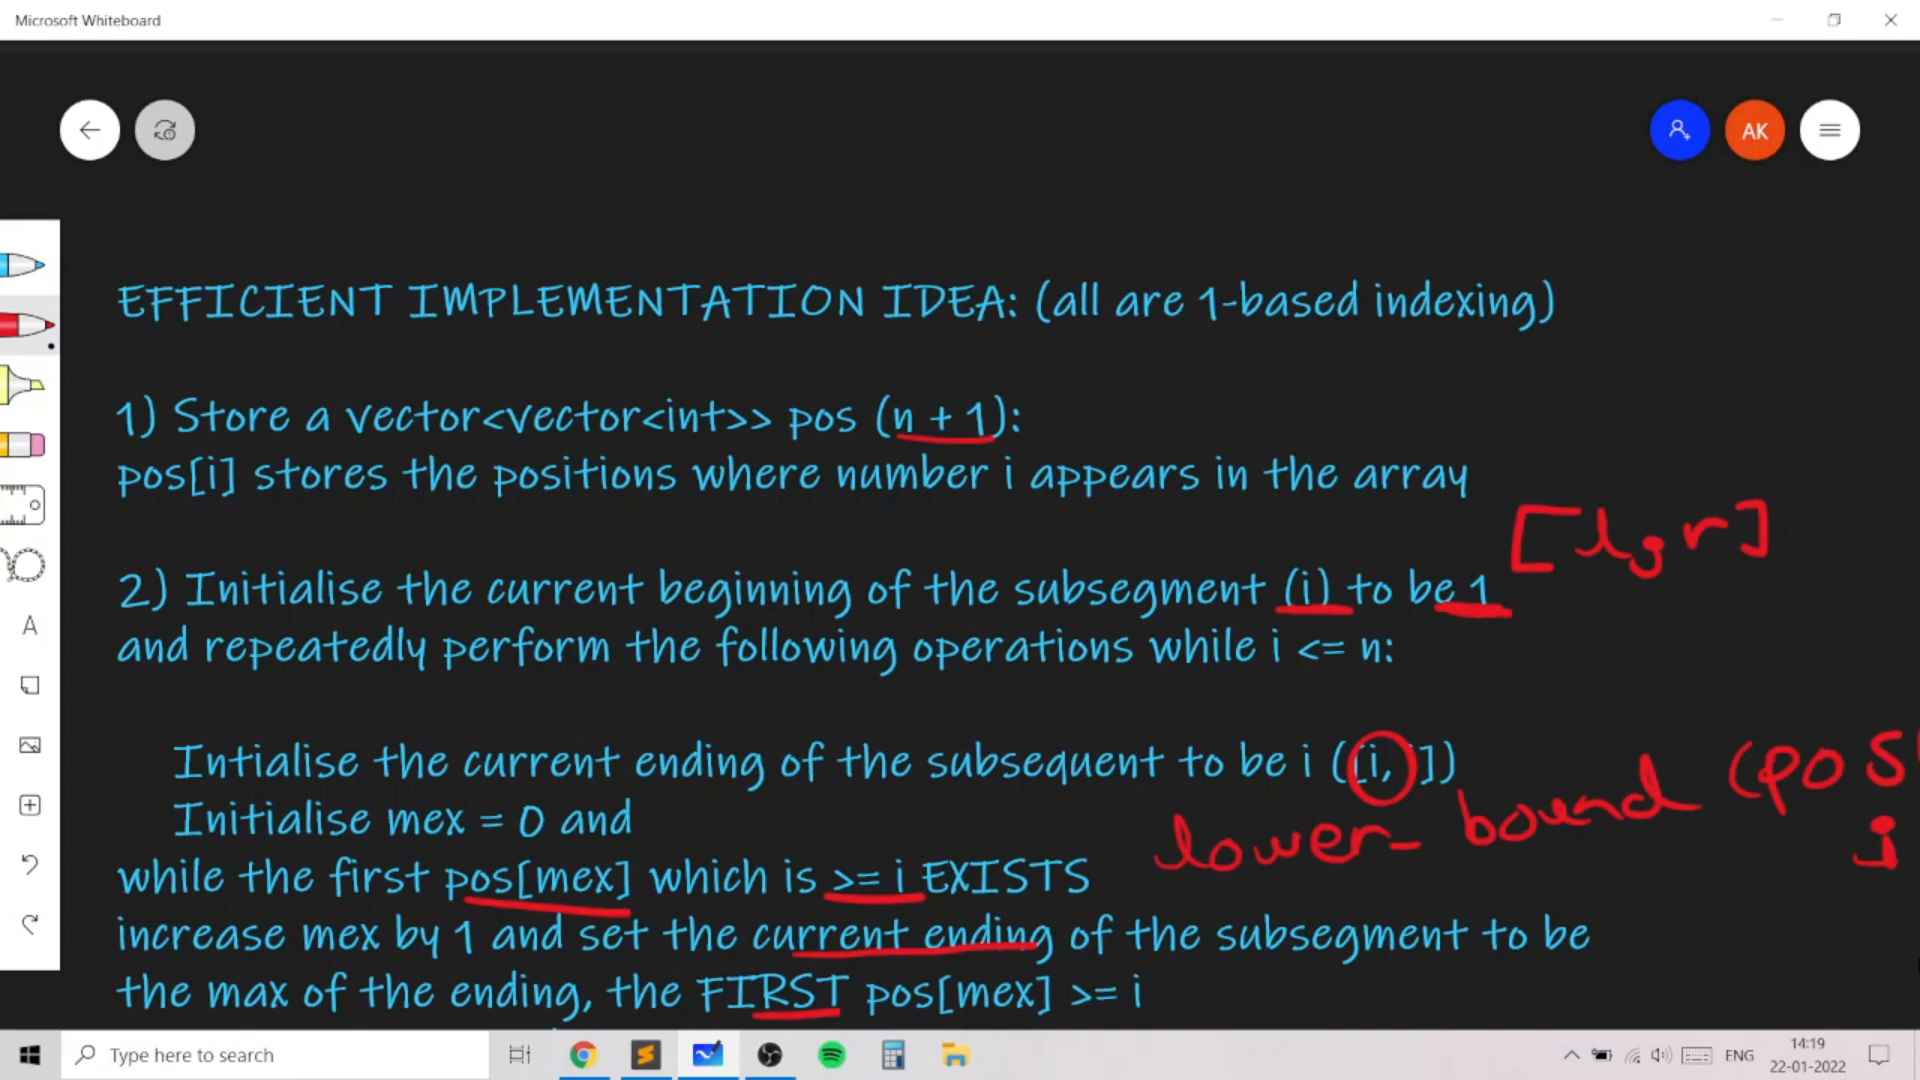 Microsoft Whiteboard
AK
EFFICIENT IMPLEMENTATION IDEA: (all are 1-based indexing)
1) Store a vector<vector<int>> pos (n + 1):
pos[i] stores the positions where number i appears in the array
[l, r]
2) Initialise the current beginning of the subsegment (i) to be 1
and repeatedly perform the following operations while i <= n:
Intialise the current ending of the subsequent to be i ([i, ])
Initialise mex = 0 and
lower_bound (pos
i
while the first pos[mex] which is >= i EXISTS
increase mex by 1 and set the current ending of the subsegment to be
the max of the ending, the FIRST pos[mex] >= i
A
Type here to search
ENG
14:19
22-01-2022